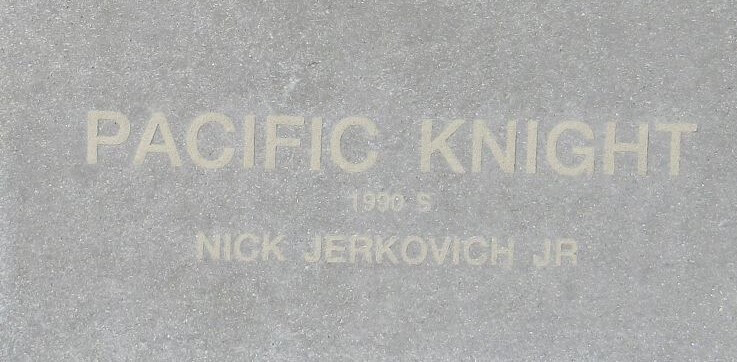 PACIFIC KNIGHT
1990 S
NICK JERKOVICH JR